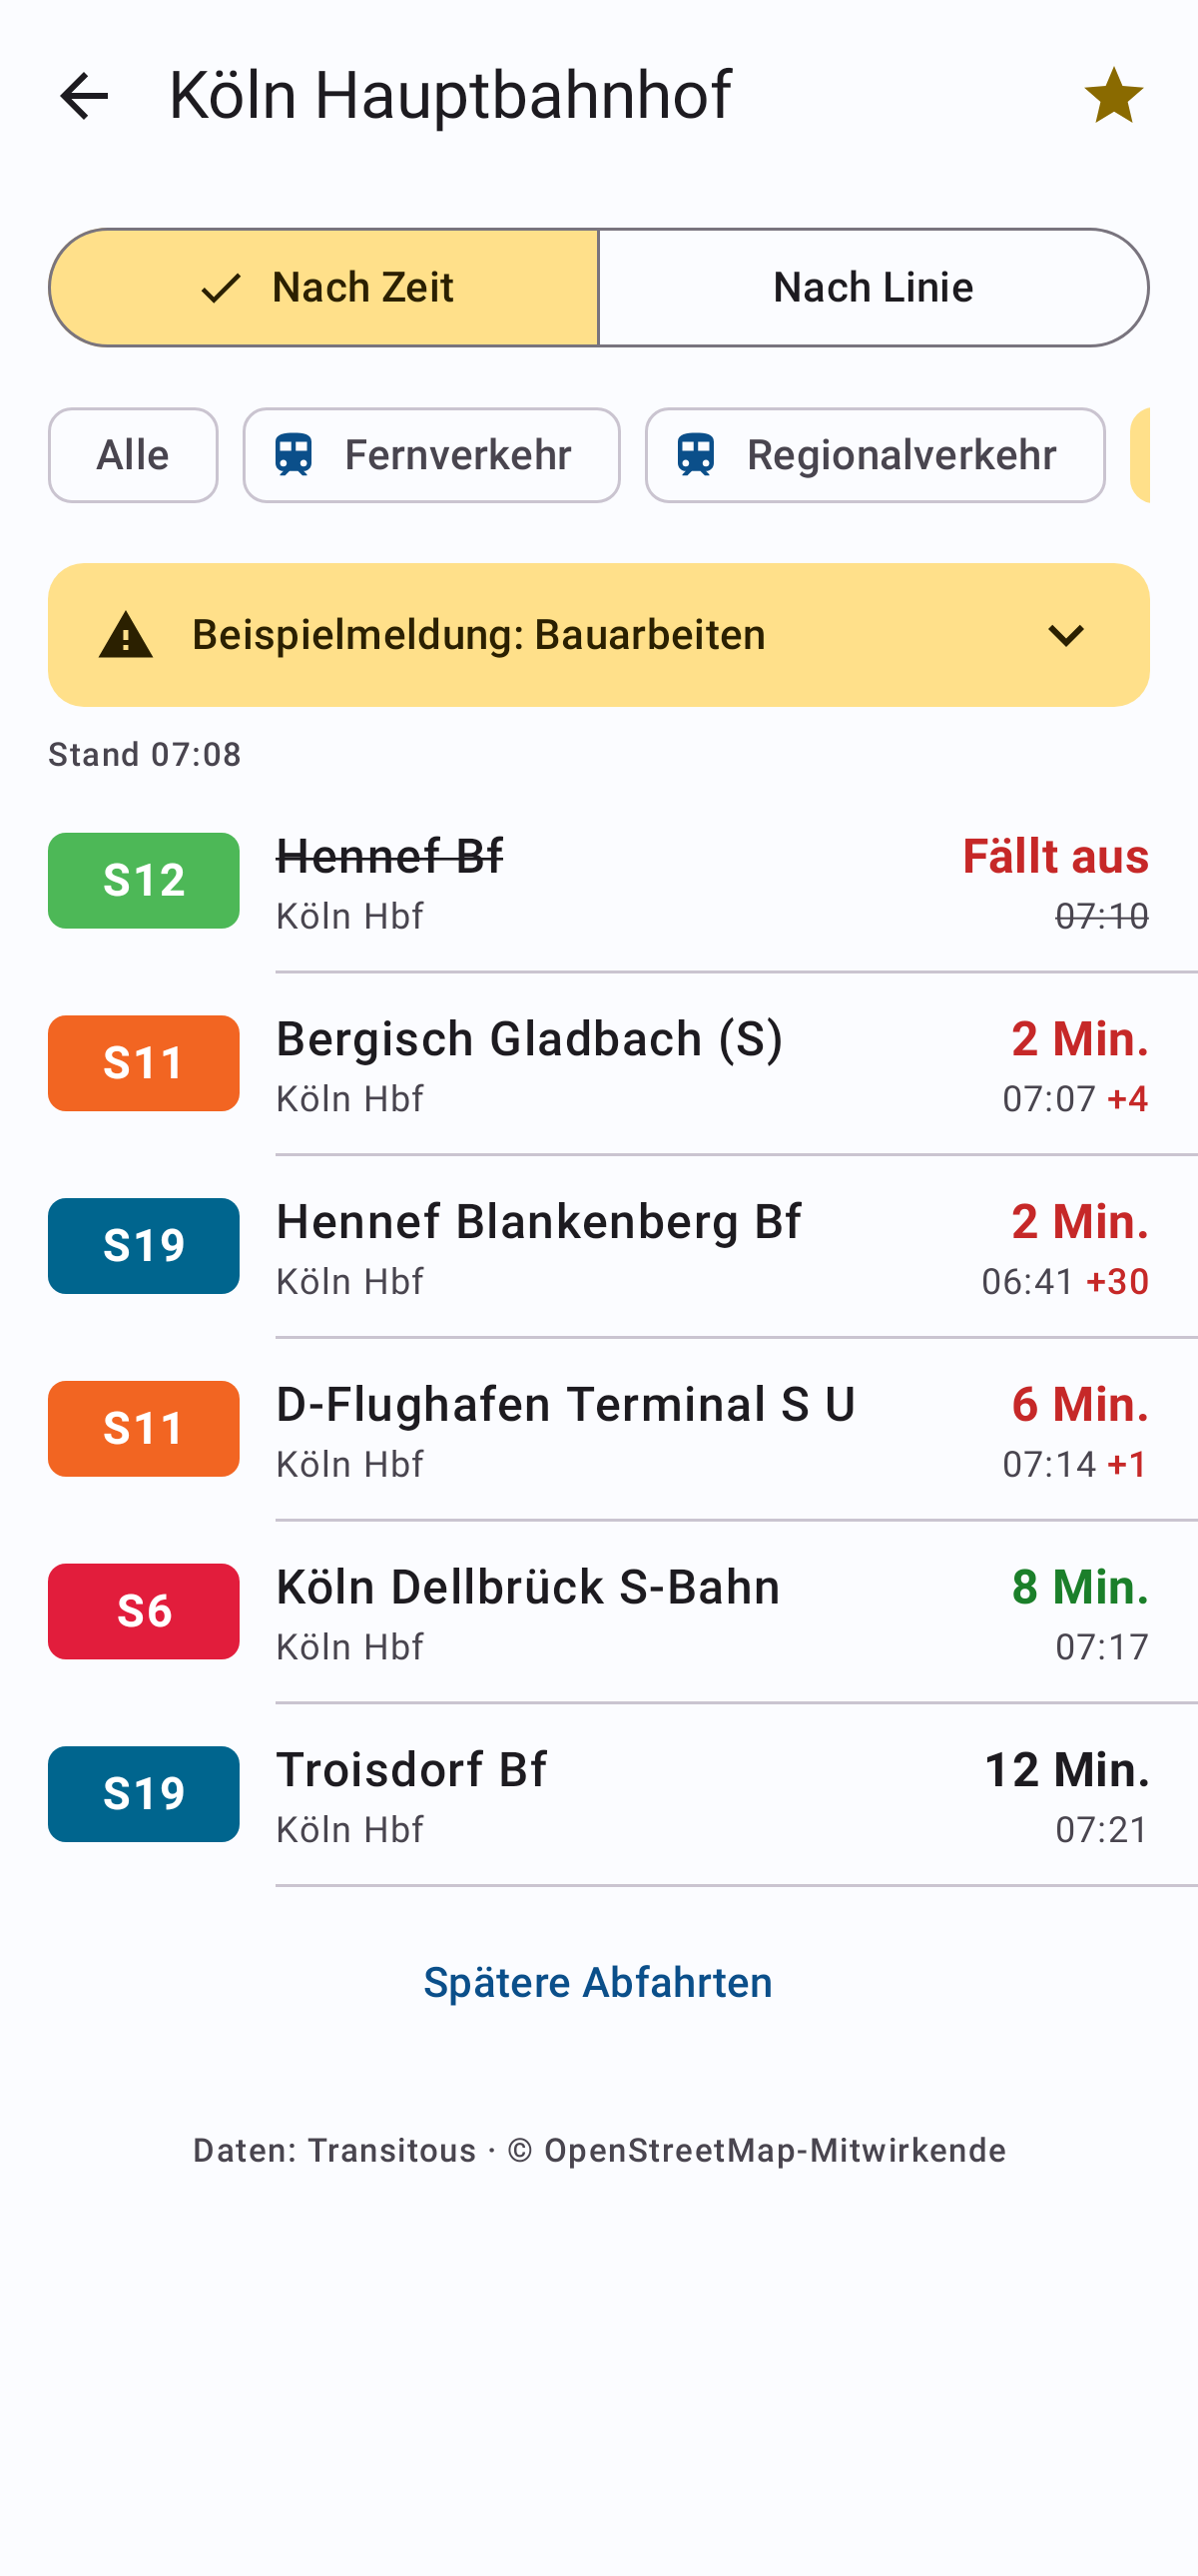 Köln Hauptbahnhof
Nach Zeit
Nach Linie
Alle
Fernverkehr
Regionalverkehr
Beispielmeldung: Bauarbeiten
Stand 07:08
S12
Hennef Bf
Fällt aus
Köln Hbf
07:10
S11
Bergisch Gladbach (S)
2 Min.
Köln Hbf
07:07 +4
S19
Hennef Blankenberg Bf
2 Min.
Köln Hbf
06:41 +30
S11
D-Flughafen Terminal S U
6 Min.
Köln Hbf
07:14 +1
S6
Köln Dellbrück S-Bahn
8 Min.
Köln Hbf
07:17
S19
Troisdorf Bf
12 Min.
Köln Hbf
07:21
Spätere Abfahrten
Daten: Transitous · © OpenStreetMap-Mitwirkende